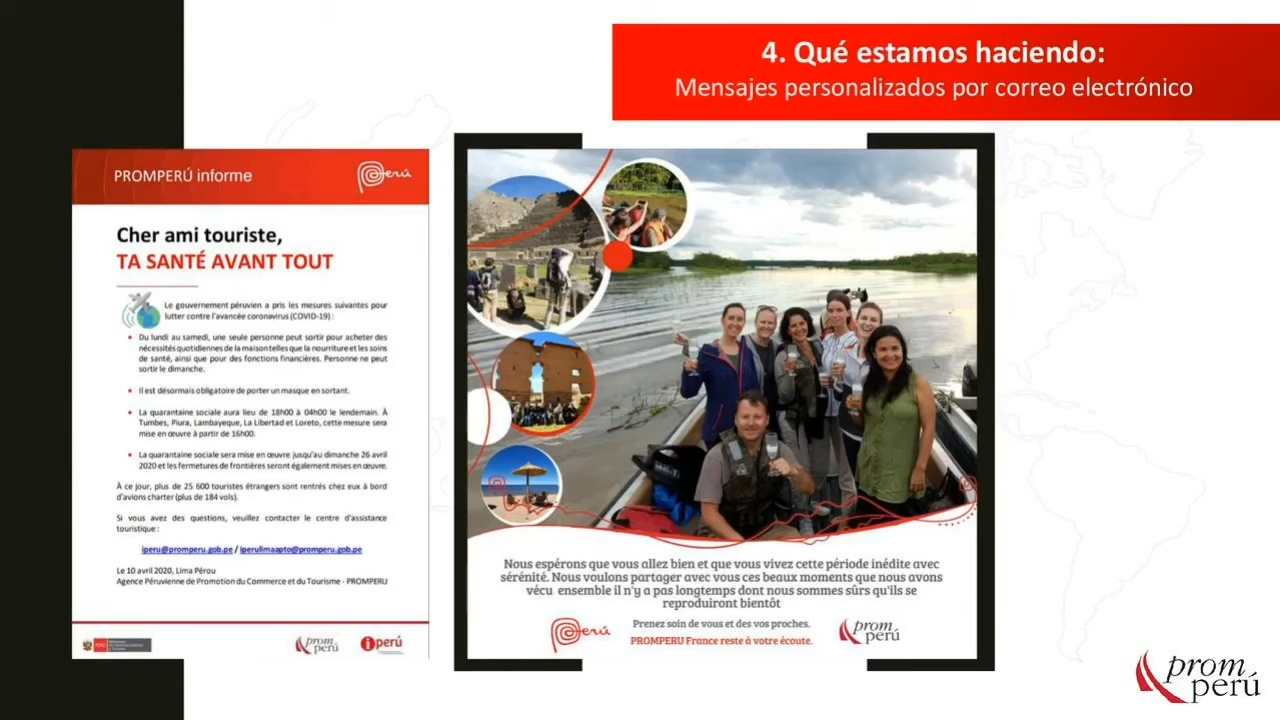 4. Qué estamos haciendo:
Mensajes personalizados por correo electrónico
PROMPERÚ informe
Perú
Cher ami touriste,
TA SANTÉ AVANT TOUT
Le gouvernement péruvien a pris les mesures suivantes pour
lutter contre l'avancée coronavirus (COVID-19) :
• Du lundi au samedi, une seule personne peut sortir pour acheter des
nécessités quotidiennes de la maison telles que la nourriture et les soins
de santé, ainsi que pour des fonctions financières. Personne ne peut
sortir le dimanche.
• Il est désormais obligatoire de porter un masque en sortant.
• La quarantaine sociale aura lieu de 18h00 à 04h00 le lendemain. À
Tumbes, Piura, Lambayeque, La Libertad et Loreto, cette mesure sera
mise en œuvre à partir de 16h00.
• La quarantaine sociale sera mise en œuvre jusqu'au dimanche 26 avril
2020 et les fermetures de frontières seront également mises en œuvre.
À ce jour, plus de 25 600 touristes étrangers sont rentrés chez eux à bord
d'avions charter (plus de 184 vols).
Si vous avez des questions, veuillez contacter le centre d'assistance
touristique :
iperu@promperu.gob.pe / iperulimaapto@promperu.gob.pe
Le 10 avril 2020, Lima Pérou
Agence Péruvienne de Promotion du Commerce et du Tourisme - PROMPERU
prom
perú
iperú
Nous espérons que vous allez bien et que vous vivez cette période inédite avec
sérénité. Nous voulons partager avec vous ces beaux moments que nous avons
vécu ensemble il n'y a pas longtemps dont nous sommes sûrs qu'ils se
reproduiront bientôt
Perú
Prenez soin de vous et des vos proches.
PROMPERU France reste à votre écoute.
prom
perú
prom
perú